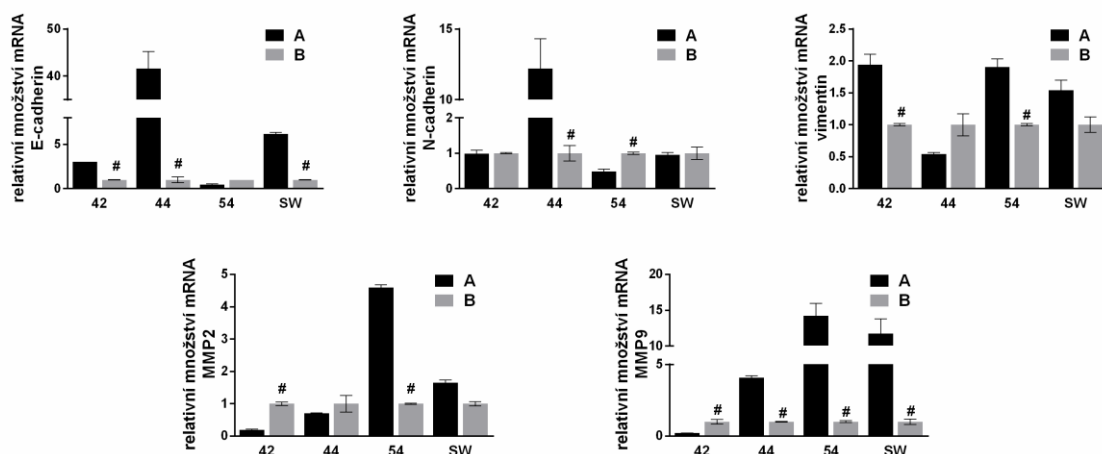 relativní množství mRNA
E-cadherin
50
40
30
5
0
A
B
#
#
#
42 44 54 SW
relativní množství mRNA
N-cadherin
15
10
2
1
0
A
B
#
#
42 44 54 SW
relativní množství mRNA
vimentin
2.5
2.0
1.5
1.0
0.5
0.0
A
B
#
#
42 44 54 SW
relativní množství mRNA
MMP2
5
4
3
2
1
0
A
B
#
#
42 44 54 SW
relativní množství mRNA
MMP9
20
15
10
5
0
A
B
#
#
#
#
42 44 54 SW